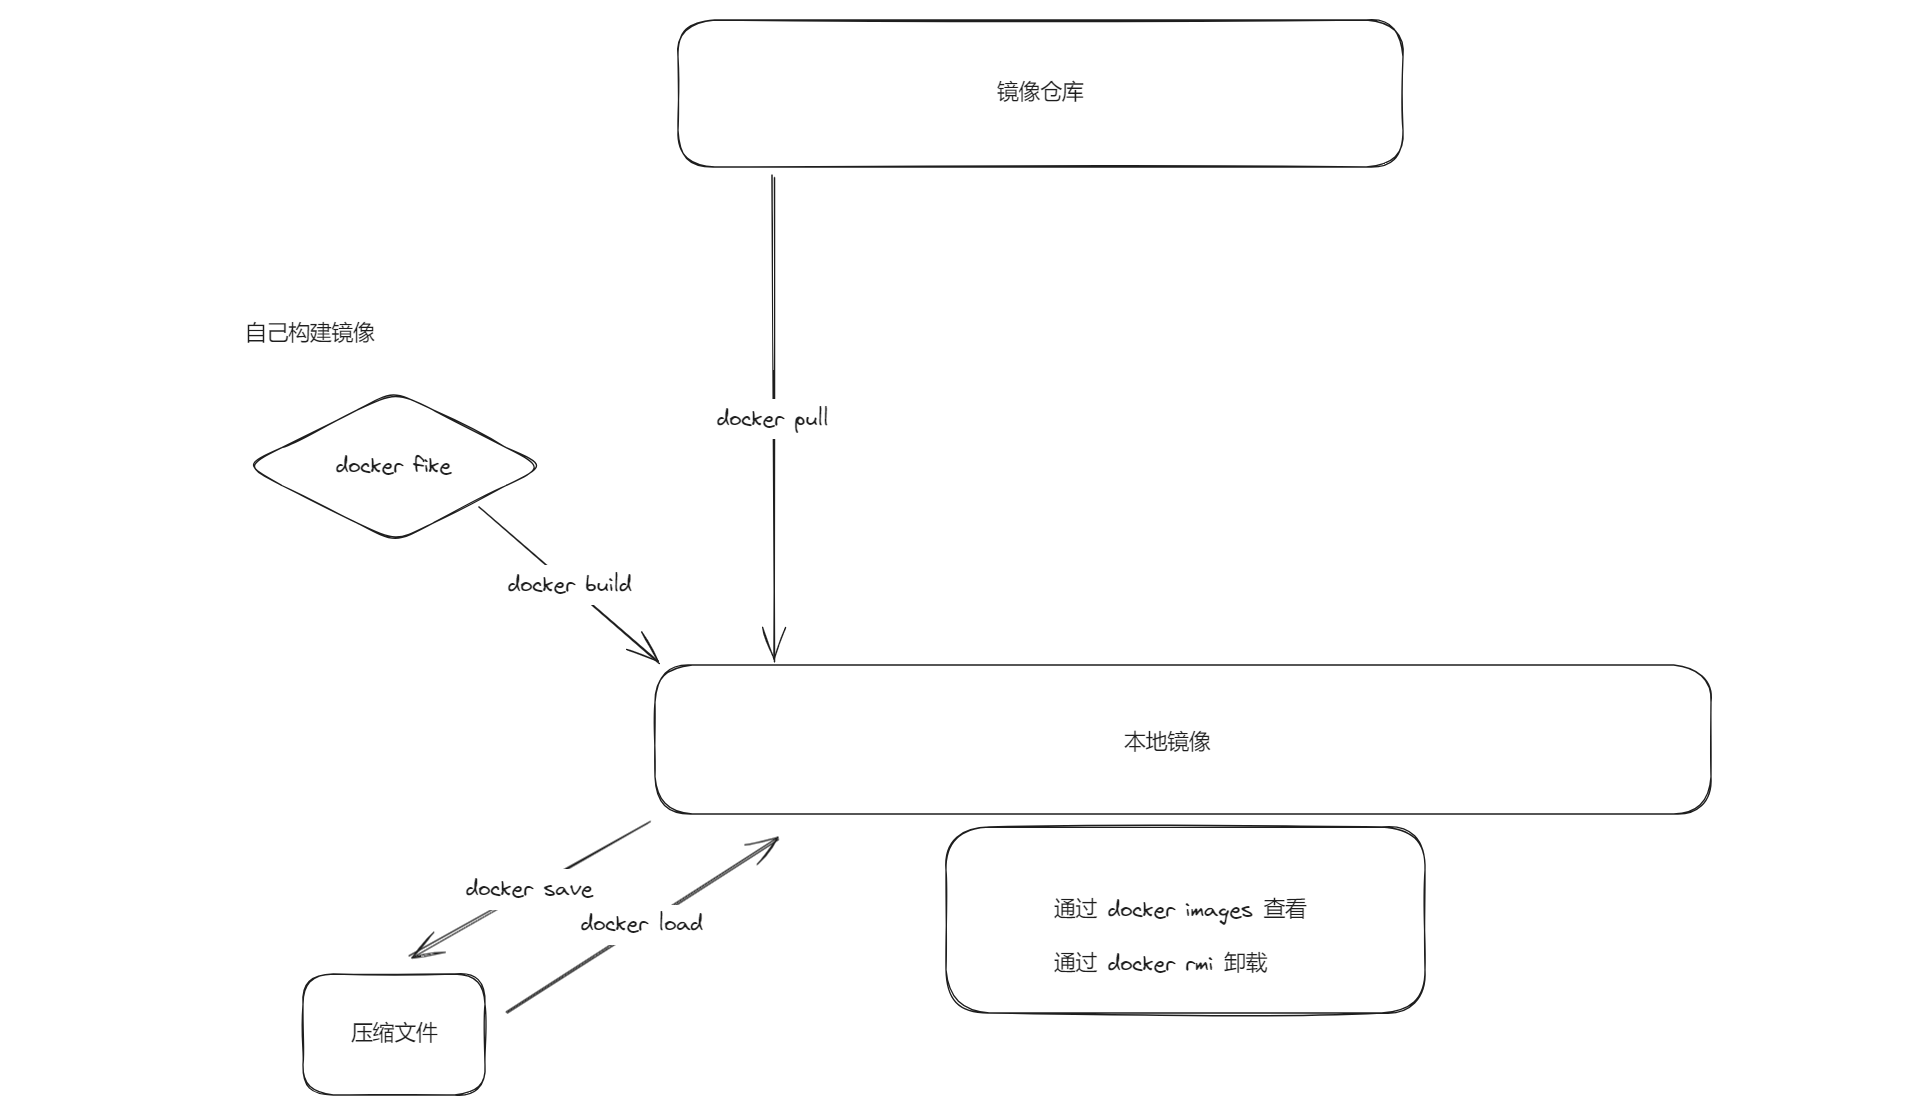 镜像仓库
自己构建镜像
docker pull
docker fike
docker build
本地镜像
docker save
docker load
通过 docker images 查看
通过 docker rmi 卸载
压缩文件